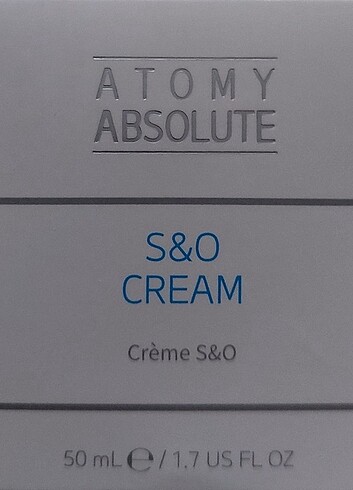 ATOMY
ABSOLUTE
S&O
CREAM
Crème S&O
50 mL ℮ / 1.7 US FL OZ